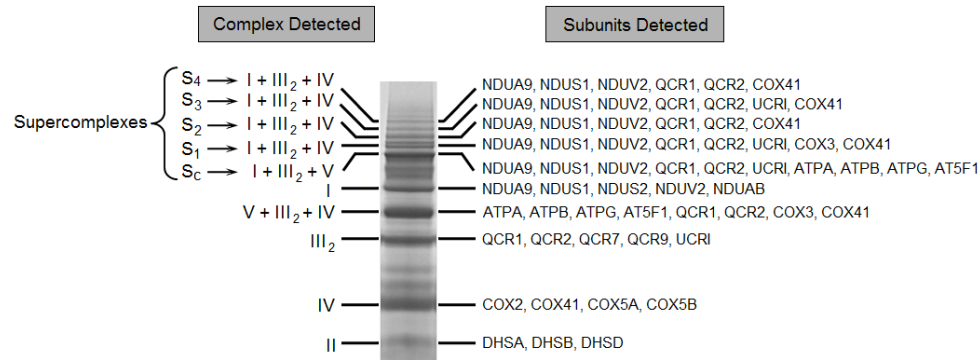 Complex Detected Subunits Detected
Supercomplexes
S4 → I + III2 + IV NDUA9, NDUS1, NDUV2, QCR1, QCR2, COX41
S3 → I + III2 + IV NDUA9, NDUS1, NDUV2, QCR1, QCR2, UCRI, COX41
S2 → I + III2 + IV NDUA9, NDUS1, NDUV2, QCR1, QCR2, COX41
S1 → I + III2 + IV NDUA9, NDUS1, NDUV2, QCR1, QCR2, UCRI, COX3, COX41
Sc → I + III2 + V NDUA9, NDUS1, NDUV2, QCR1, QCR2, UCRI, ATPA, ATPB, ATPG, AT5F1
I NDUA9, NDUS1, NDUS2, NDUV2, NDUAB
V + III2 + IV ATPA, ATPB, ATPG, AT5F1, QCR1, QCR2, COX3, COX41
III2 QCR1, QCR2, QCR7, QCR9, UCRI
IV COX2, COX41, COX5A, COX5B
II DHSA, DHSB, DHSD